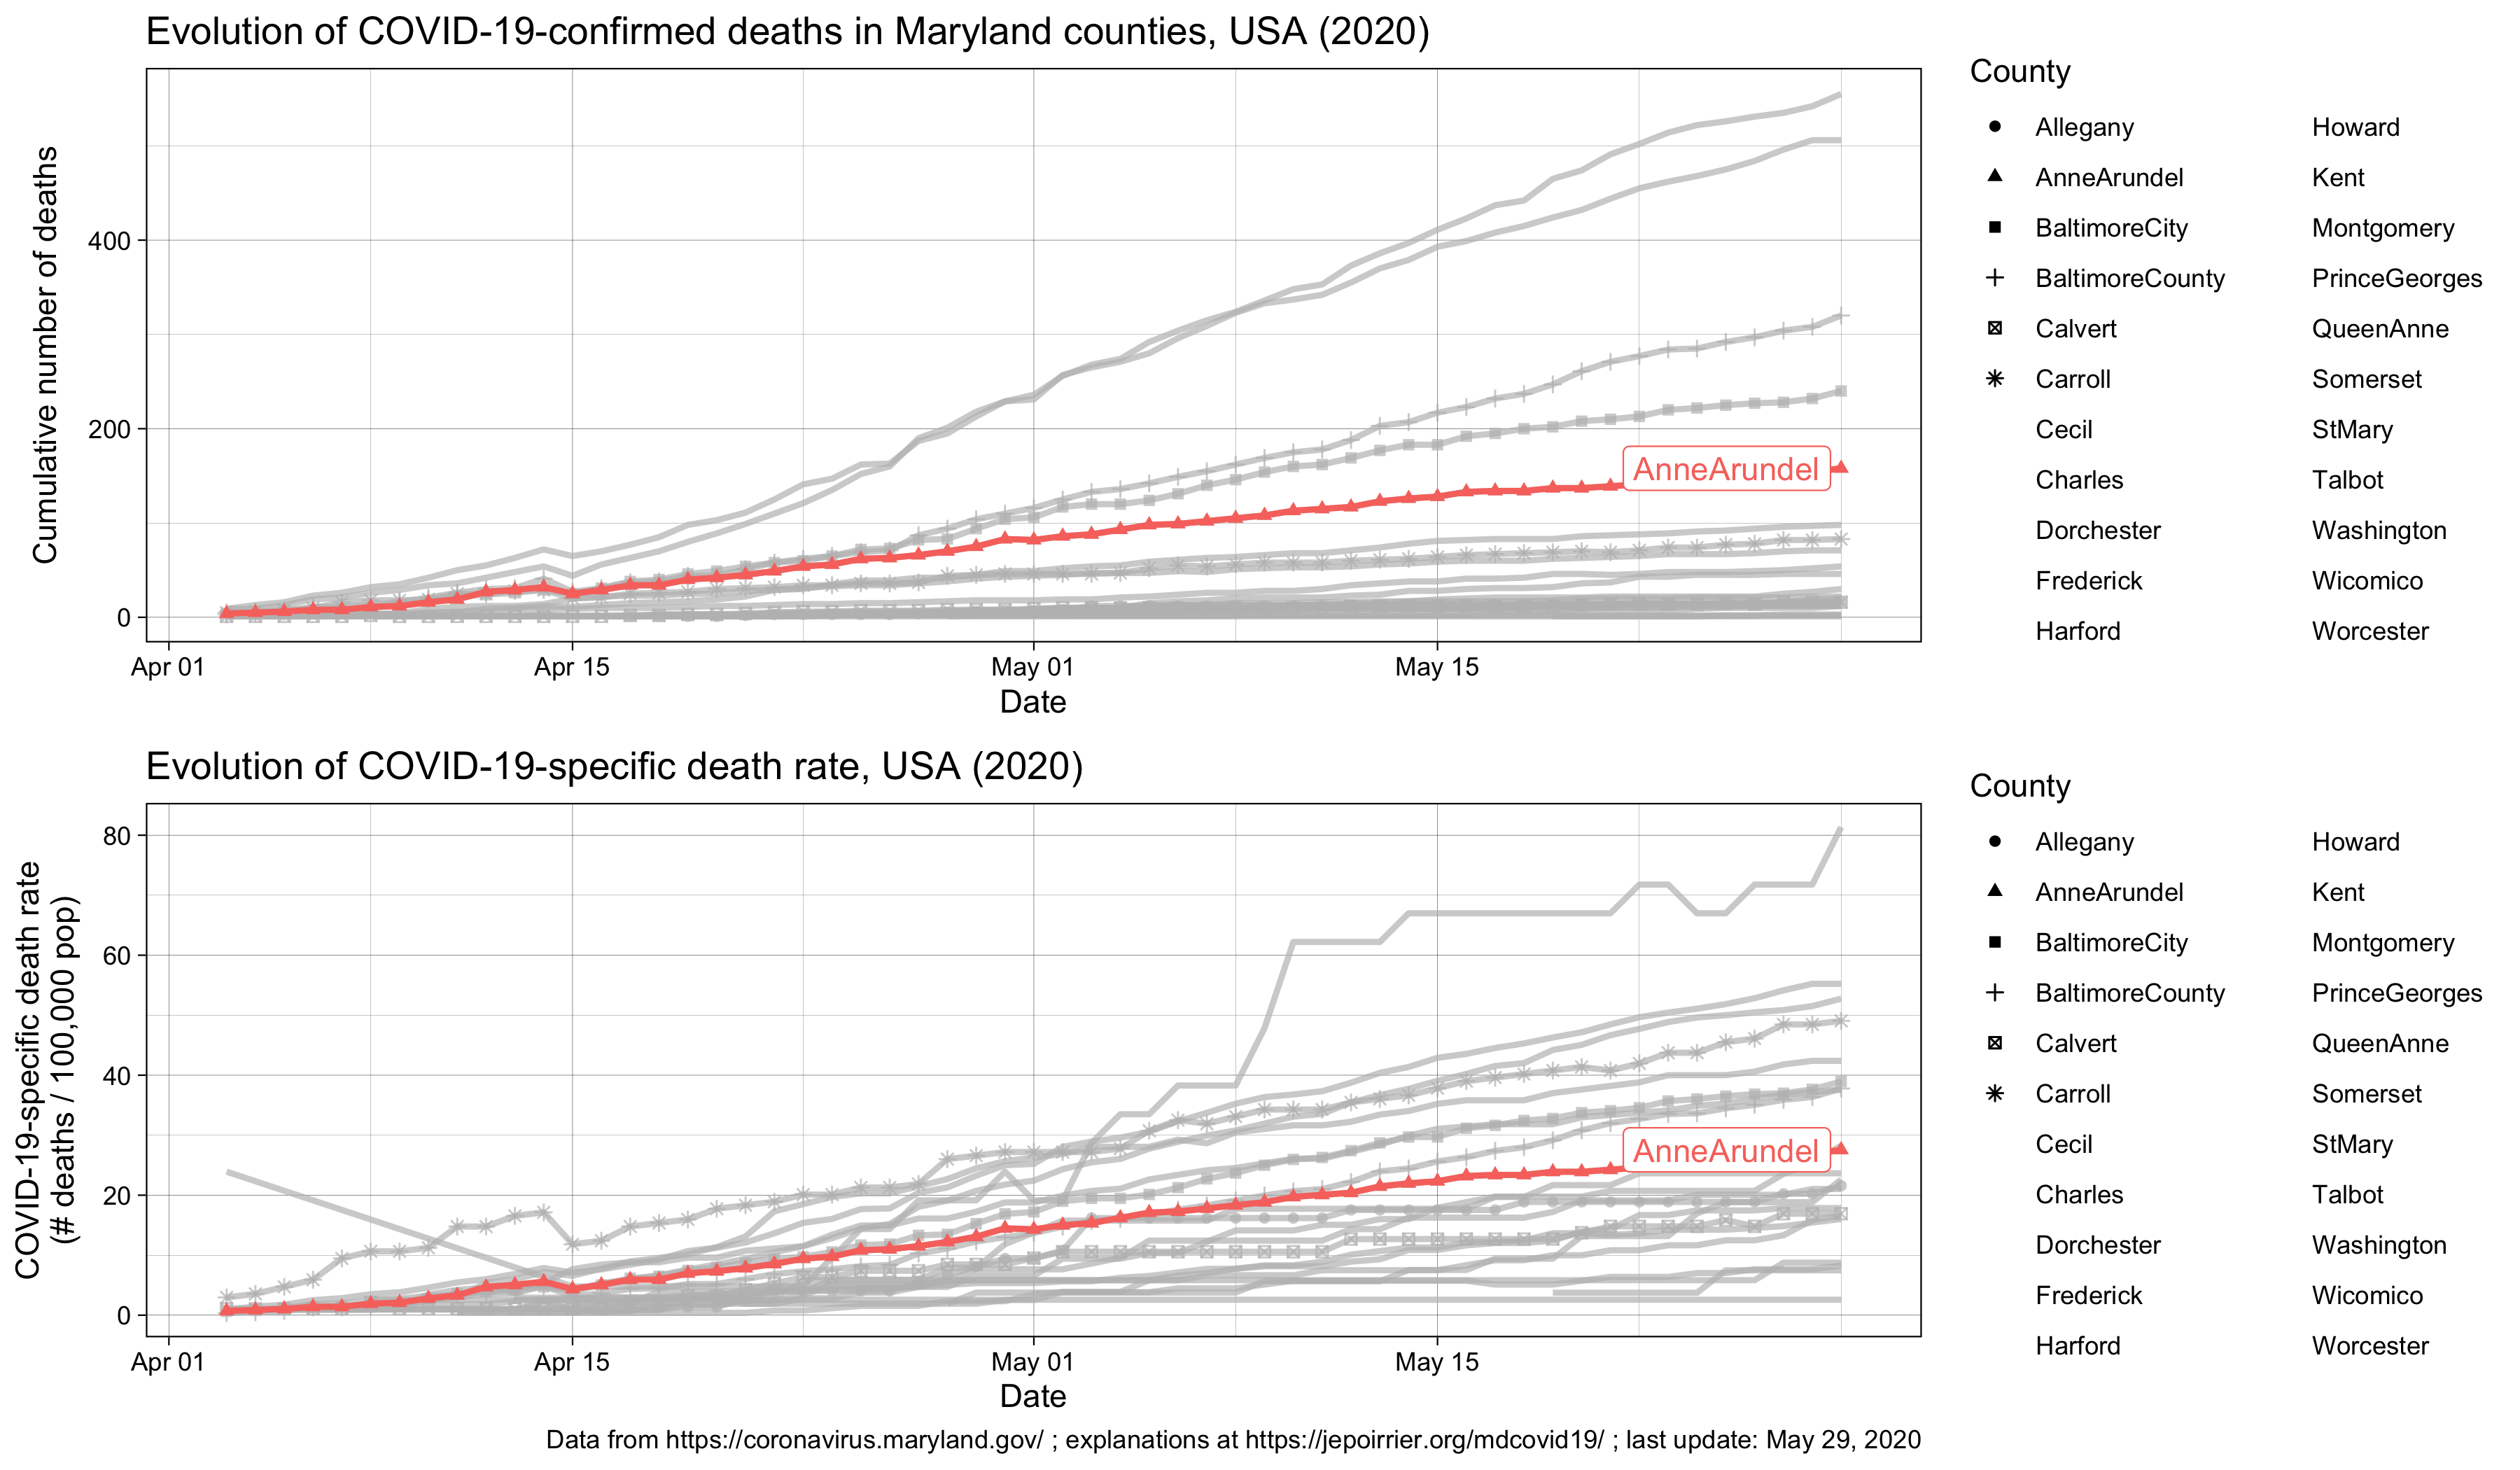 Evolution of COVID-19-confirmed deaths in Maryland counties, USA (2020)
Cumulative number of deaths
400
200
0
Apr 01
Apr 15
May 01
May 15
Date
AnneArundel
County
Allegany
AnneArundel
BaltimoreCity
BaltimoreCounty
Calvert
Carroll
Cecil
Charles
Dorchester
Frederick
Harford
Howard
Kent
Montgomery
PrinceGeorges
QueenAnne
Somerset
StMary
Talbot
Washington
Wicomico
Worcester
Evolution of COVID-19-specific death rate, USA (2020)
COVID-19-specific death rate
(# deaths / 100,000 pop)
80
60
40
20
0
Apr 01
Apr 15
May 01
May 15
Date
AnneArundel
County
Allegany
AnneArundel
BaltimoreCity
BaltimoreCounty
Calvert
Carroll
Cecil
Charles
Dorchester
Frederick
Harford
Howard
Kent
Montgomery
PrinceGeorges
QueenAnne
Somerset
StMary
Talbot
Washington
Wicomico
Worcester
Data from https://coronavirus.maryland.gov/ ; explanations at https://jepoirrier.org/mdcovid19/ ; last update: May 29, 2020